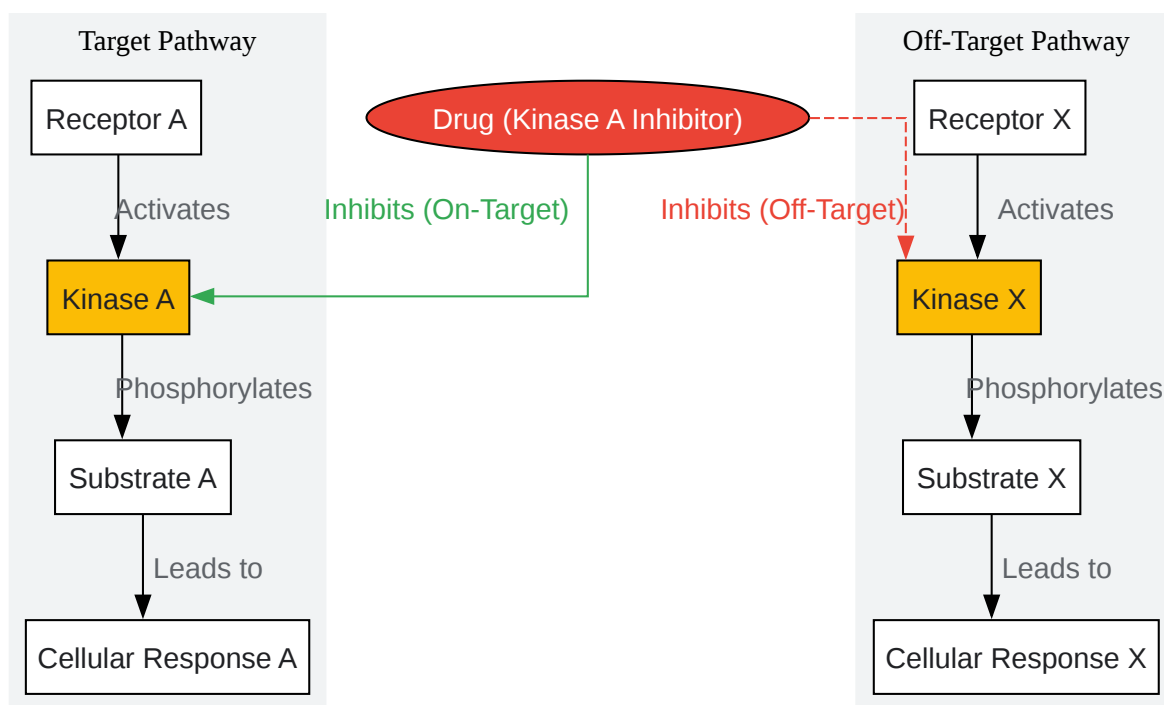 Target Pathway
Off-Target Pathway
Receptor A
Drug (Kinase A Inhibitor)
Receptor X
Activates
Inhibits (On-Target)
Inhibits (Off-Target)
Activates
Kinase A
Kinase X
Phosphorylates
Phosphorylates
Substrate A
Substrate X
Leads to
Leads to
Cellular Response A
Cellular Response X